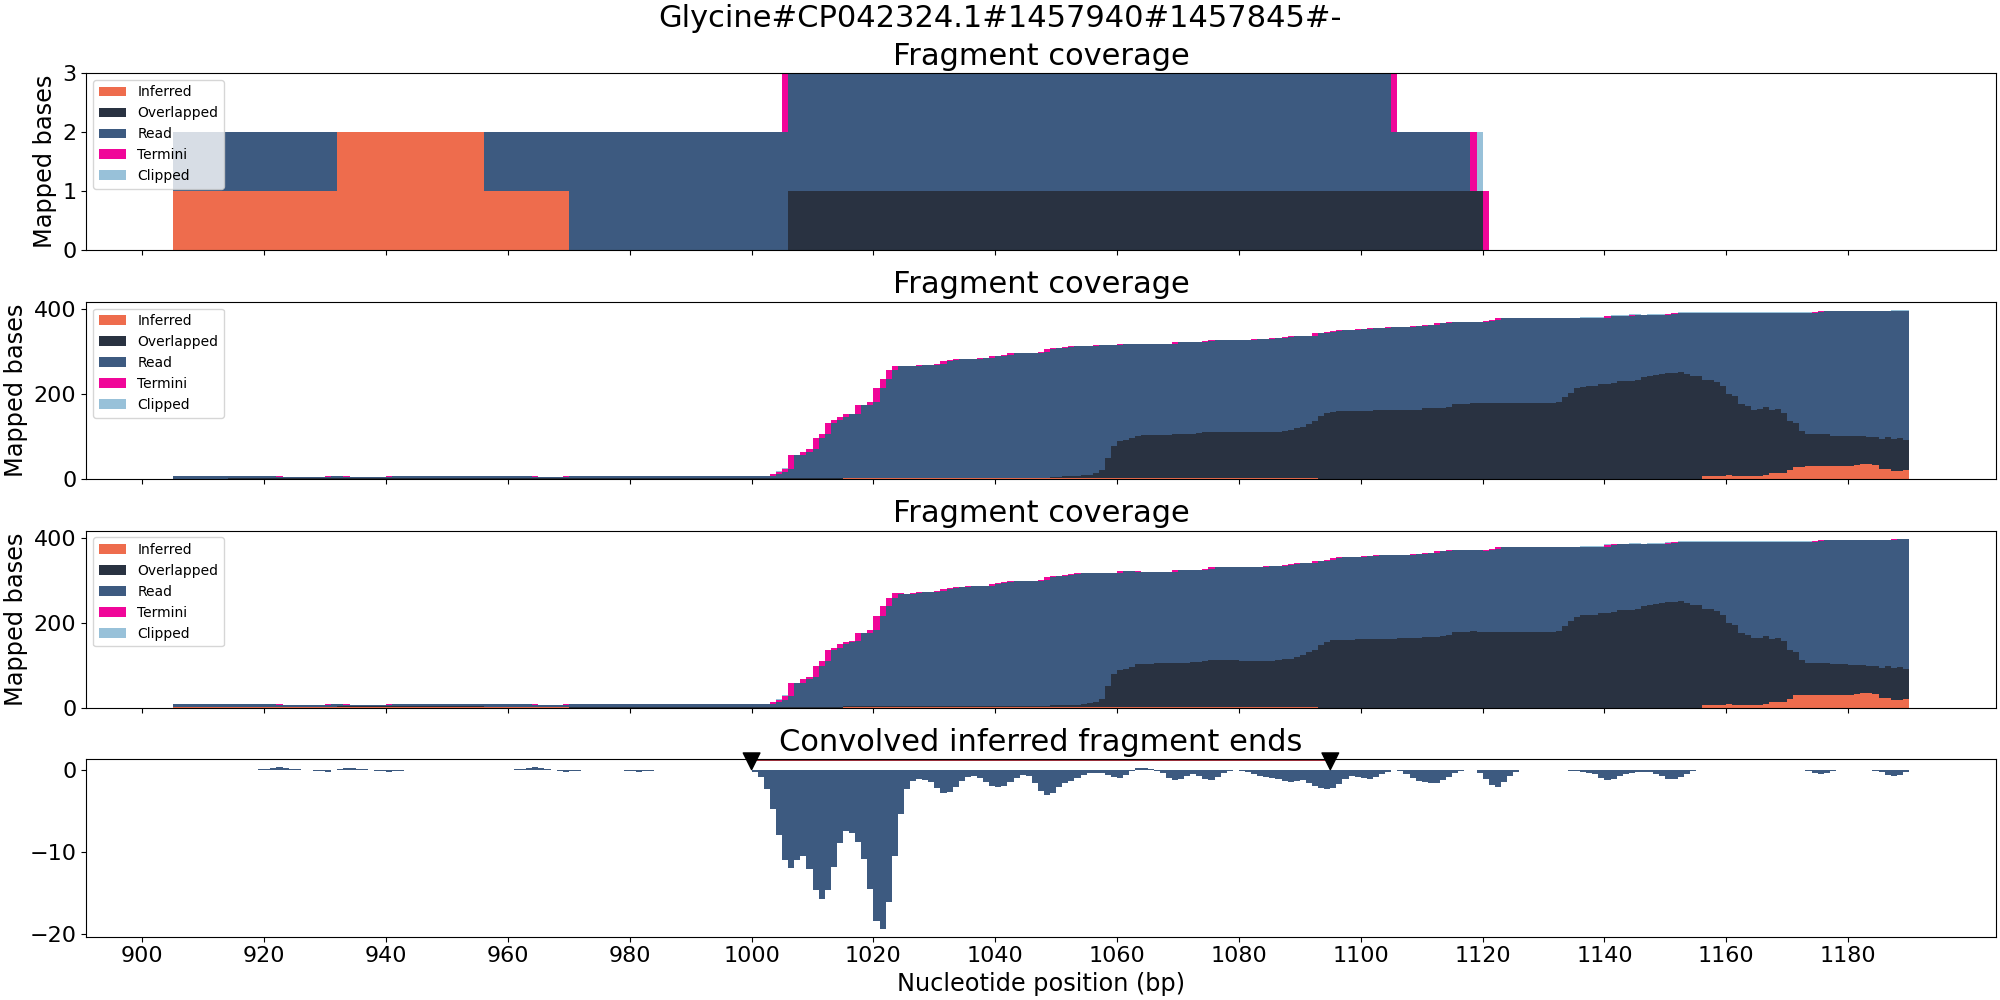 Glycine#CP042324.1#1457940#1457845#-
Fragment coverage
Mapped bases
3
2
1
0
Inferred
Overlapped
Read
Termini
Clipped
Fragment coverage
Mapped bases
400
200
0
Inferred
Overlapped
Read
Termini
Clipped
Fragment coverage
Mapped bases
400
200
0
Inferred
Overlapped
Read
Termini
Clipped
Convolved inferred fragment ends
0
−10
−20
900 920 940 960 980 1000 1020 1040 1060 1080 1100 1120 1140 1160 1180
Nucleotide position (bp)